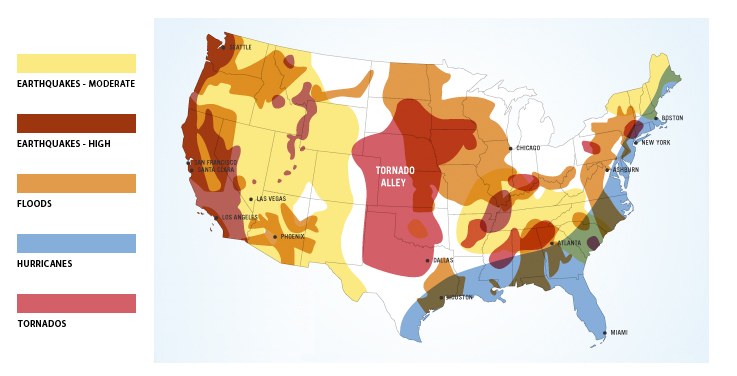 EARTHQUAKES - MODERATE
EARTHQUAKES - HIGH
FLOODS
HURRICANES
TORNADOS
SEATTLE
SAN FRANCISCO
SANTA CLARA
LAS VEGAS
LOS ANGELES
PHOENIX
TORNADO
ALLEY
DALLAS
HOUSTON
CHICAGO
ATLANTA
MIAMI
BOSTON
NEW YORK
ASHBURN